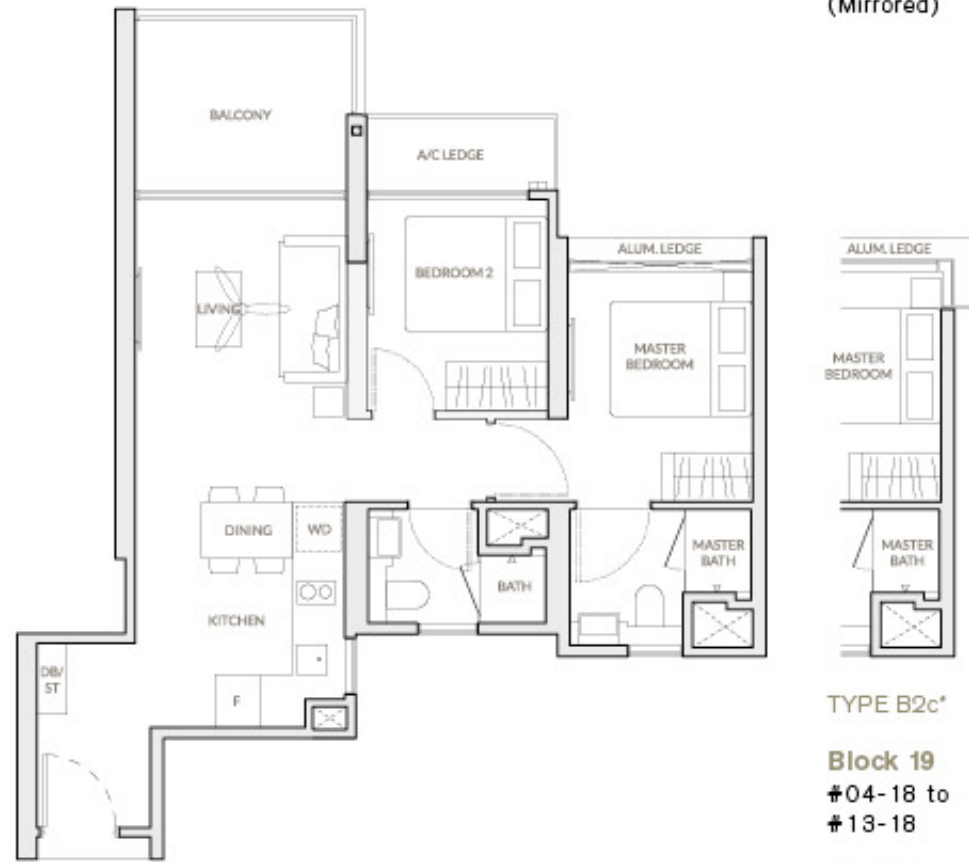 (Mirrored)
BALCONY
A/C LEDGE
ALUM. LEDGE
ALUM. LEDGE
BEDROOM 2
LIVING
MASTER
BEDROOM
MASTER
BEDROOM
DINING
WD
BATH
MASTER
BATH
MASTER
BATH
KITCHEN
DB/
ST
F
TYPE B2c*
Block 19
#04-18 to
#13-18